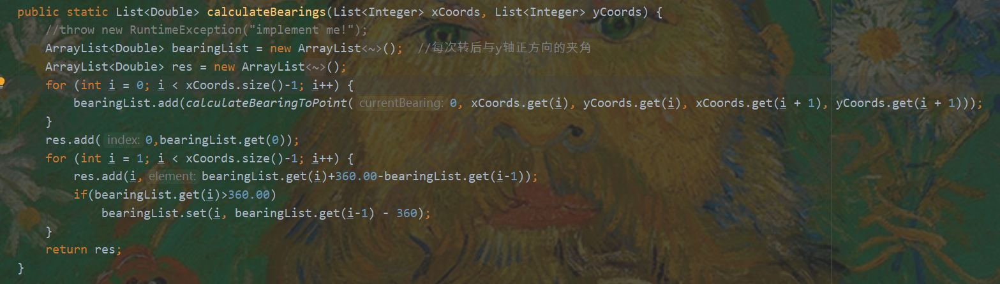 public static List<Double> calculateBearings(List<Integer> xCoords, List<Integer> yCoords) {
//throw new RuntimeException("implement me!");
ArrayList<Double> bearingList = new ArrayList<~>();  //每次转后与y轴正方向的夹角
ArrayList<Double> res = new ArrayList<~>();
for (int i = 0; i < xCoords.size()-1; i++) {
bearingList.add(calculateBearingToPoint( currentBearing: 0, xCoords.get(i), yCoords.get(i), xCoords.get(i + 1), yCoords.get(i + 1)));
}
res.add( index: 0,bearingList.get(0));
for (int i = 1; i < xCoords.size()-1; i++) {
res.add(i, element: bearingList.get(i)+360.00-bearingList.get(i-1));
if(bearingList.get(i)>360.00)
bearingList.set(i, bearingList.get(i-1) - 360);
}
return res;
}